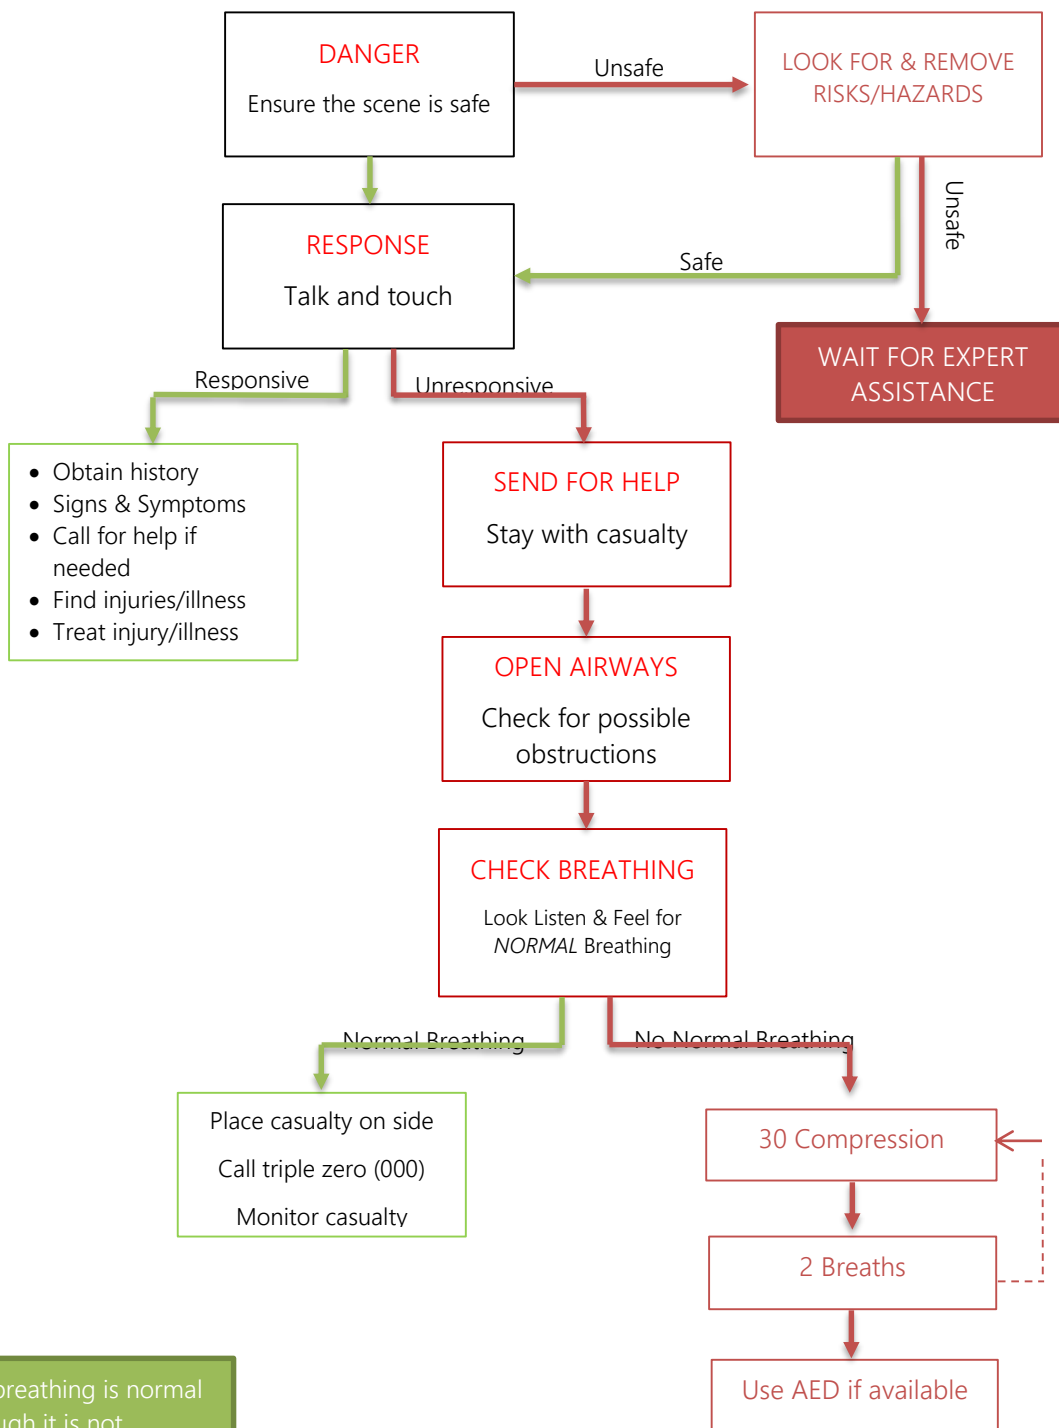 DANGER
Ensure the scene is safe
Unsafe
LOOK FOR & REMOVE
RISKS/HAZARDS
Unsafe
RESPONSE
Talk and touch
Safe
WAIT FOR EXPERT
ASSISTANCE
Responsive
Unresponsive
• Obtain history
• Signs & Symptoms
• Call for help if
needed
• Find injuries/illness
• Treat injury/illness
SEND FOR HELP
Stay with casualty
OPEN AIRWAYS
Check for possible
obstructions
CHECK BREATHING
Look Listen & Feel for
NORMAL Breathing
Normal Breathing
No Normal Breathing
Place casualty on side
Call triple zero (000)
Monitor casualty
30 Compression
2 Breaths
Use AED if available
breathing is normal
it is not